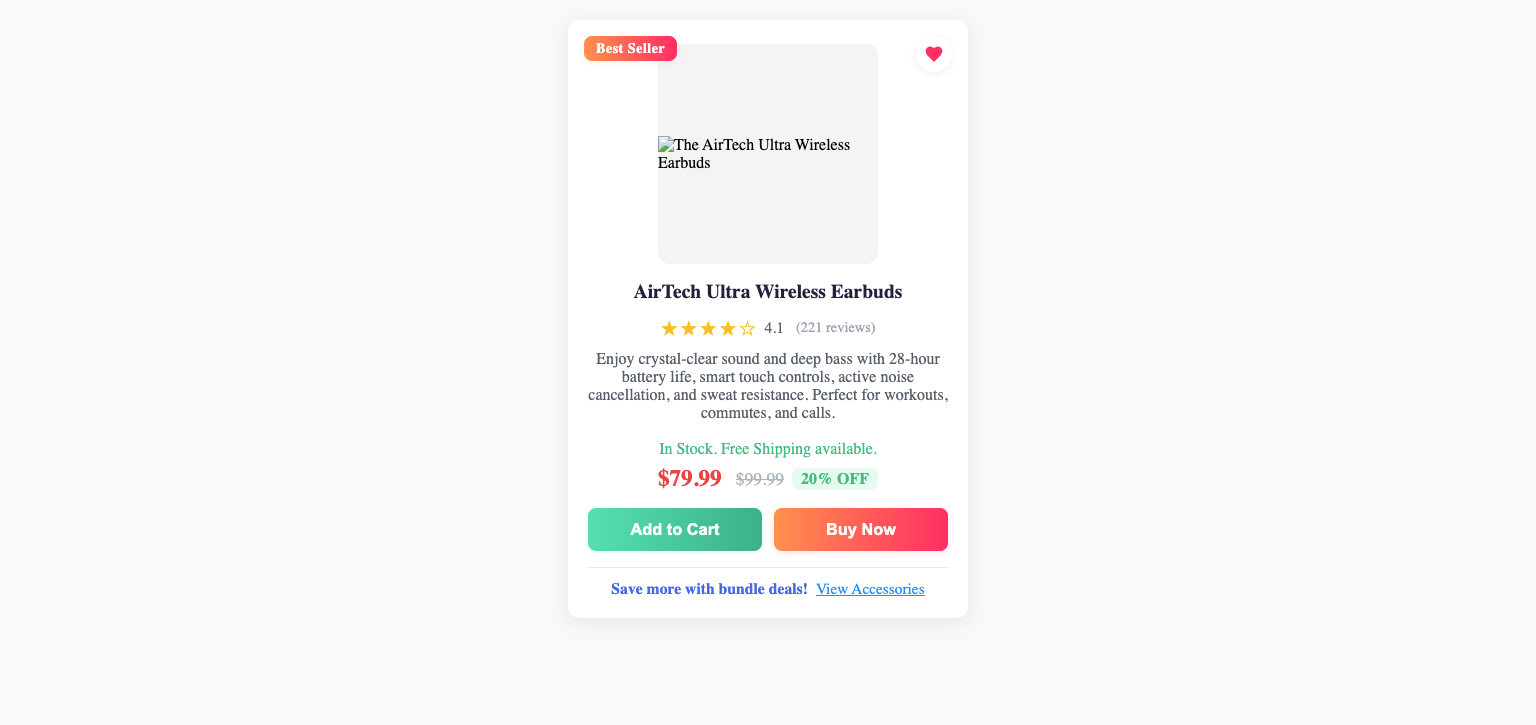 Best Seller
The AirTech Ultra Wireless
Earbuds
AirTech Ultra Wireless Earbuds
★★★★☆ 4.1 (221 reviews)
Enjoy crystal-clear sound and deep bass with 28-hour
battery life, smart touch controls, active noise
cancellation, and sweat resistance. Perfect for workouts,
commutes, and calls.
In Stock. Free Shipping available.
$79.99 $99.99 20% OFF
Add to Cart Buy Now
Save more with bundle deals! View Accessories